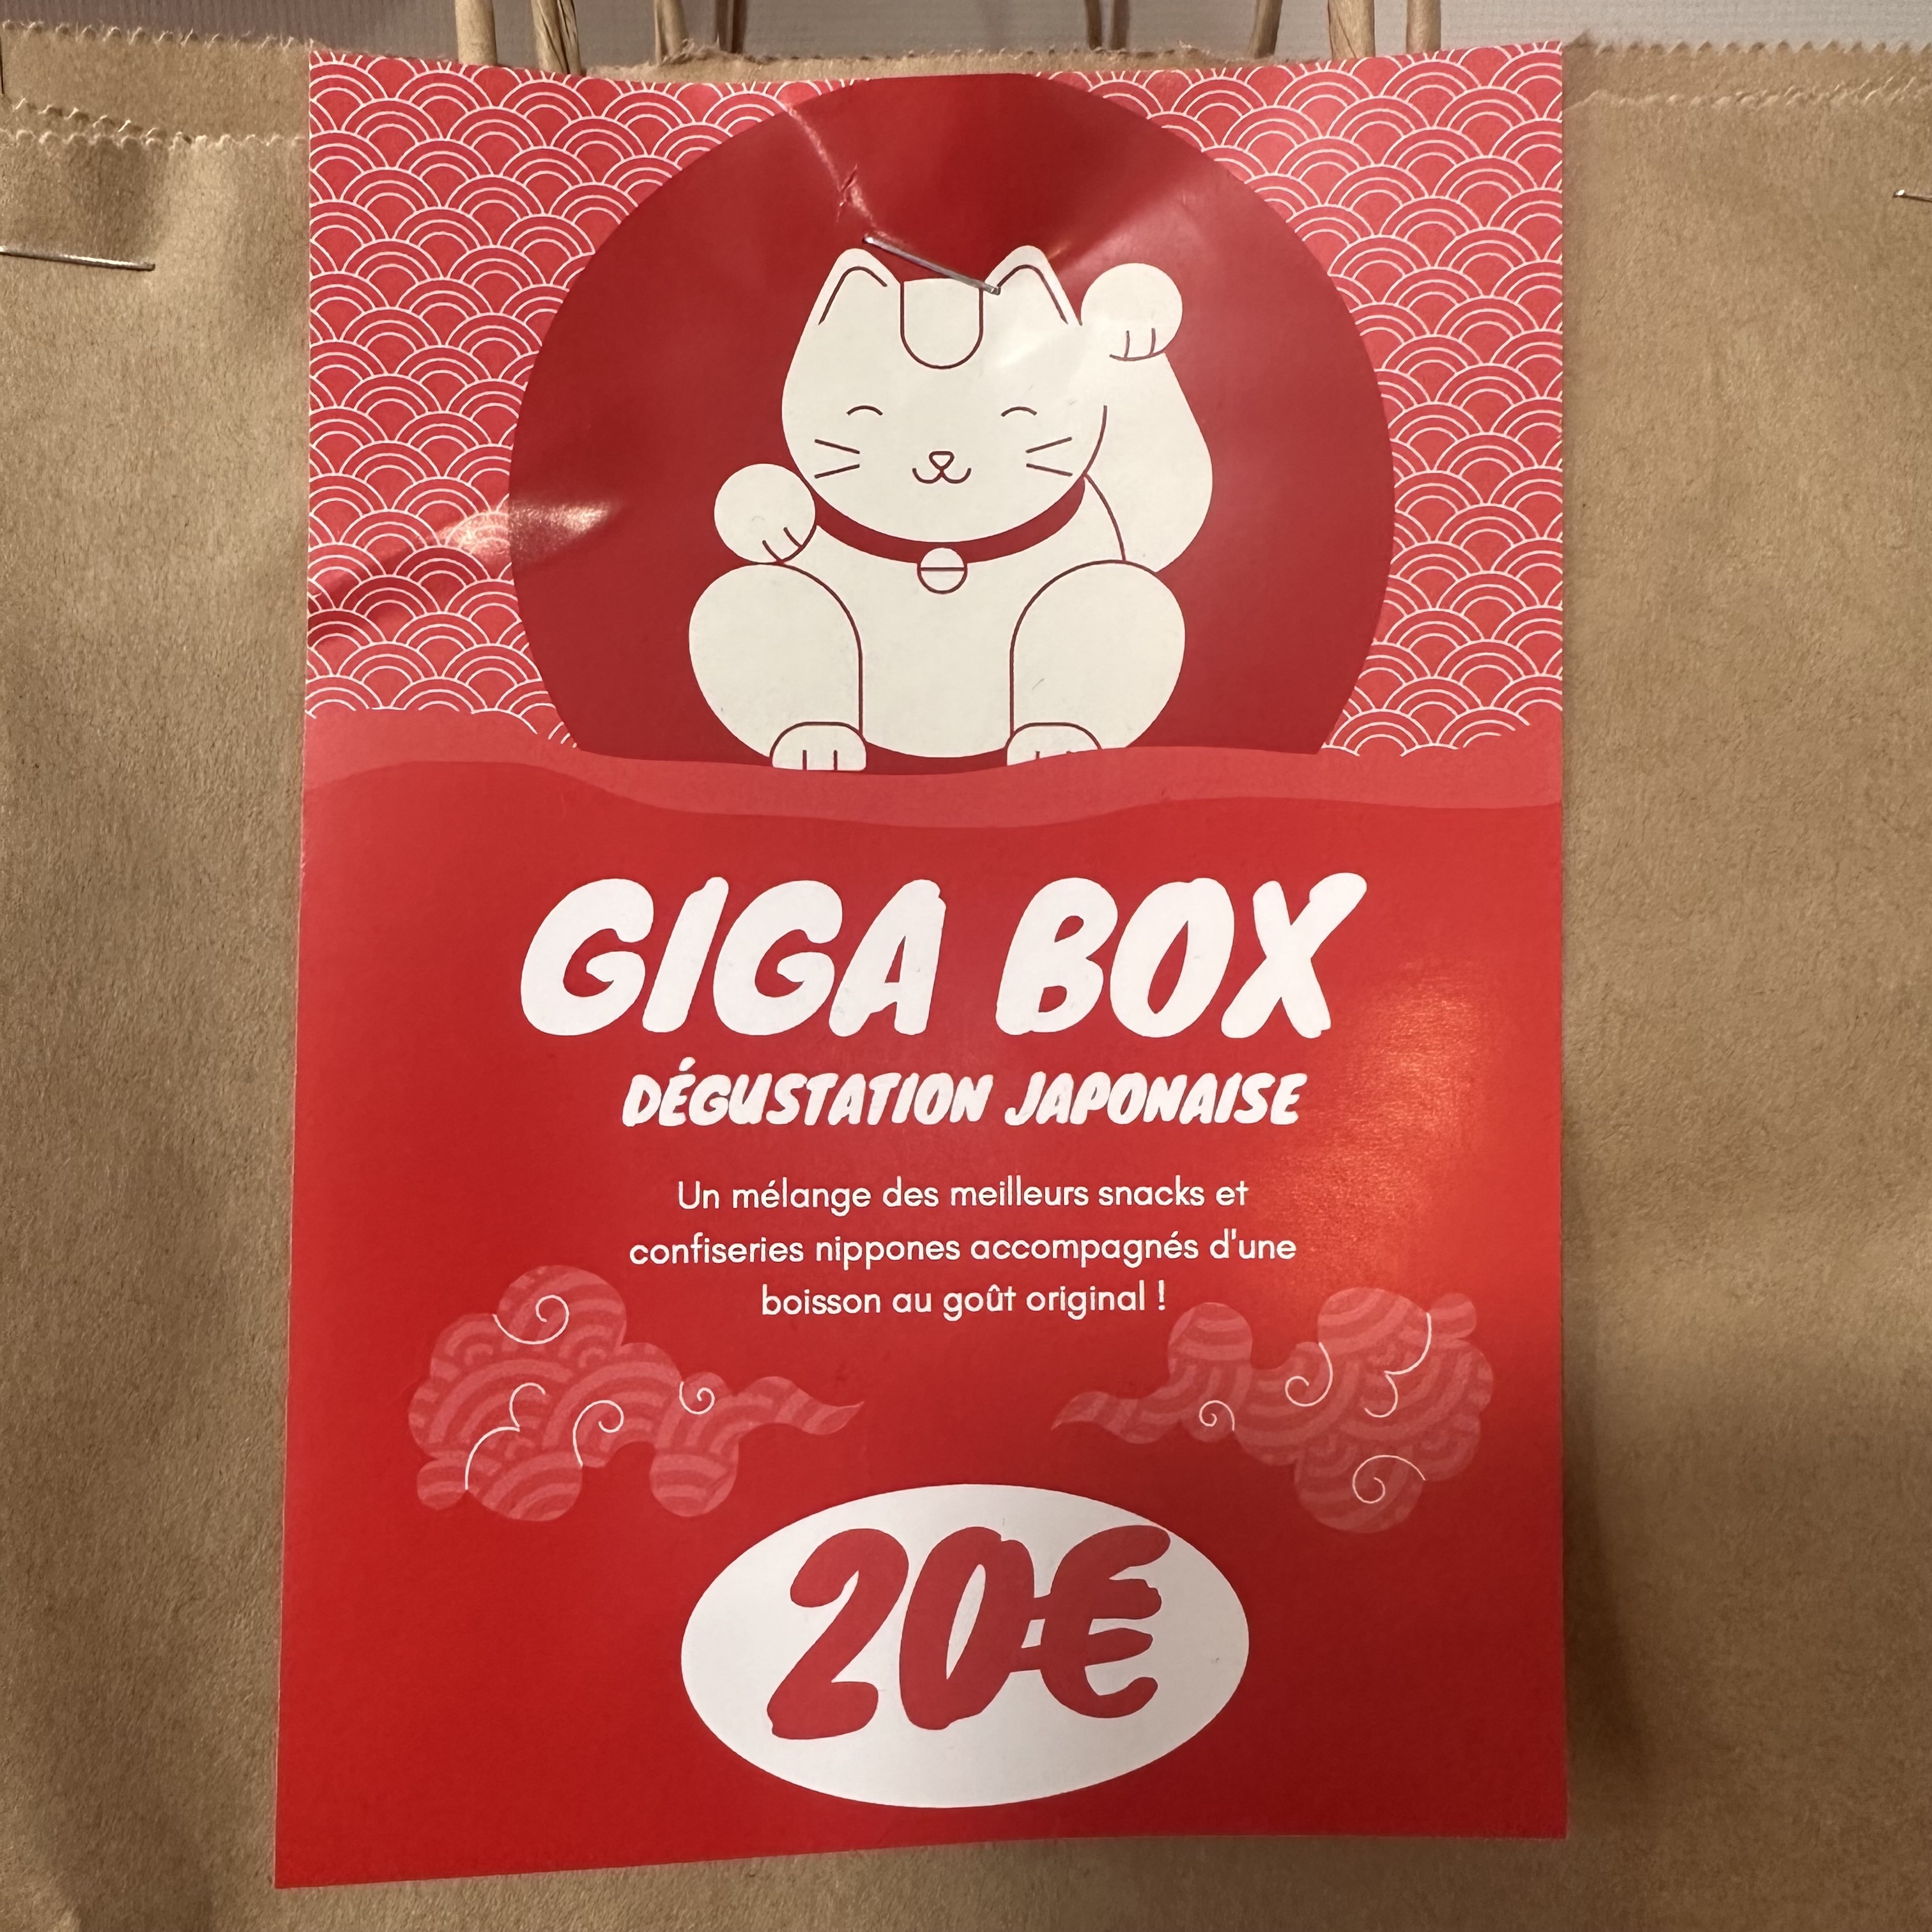 GIGA BOX
DÉGUSTATION JAPONAISE
Un mélange des meilleurs snacks et
confiseries nippones accompagnés d'une
boisson au goût original !
20€